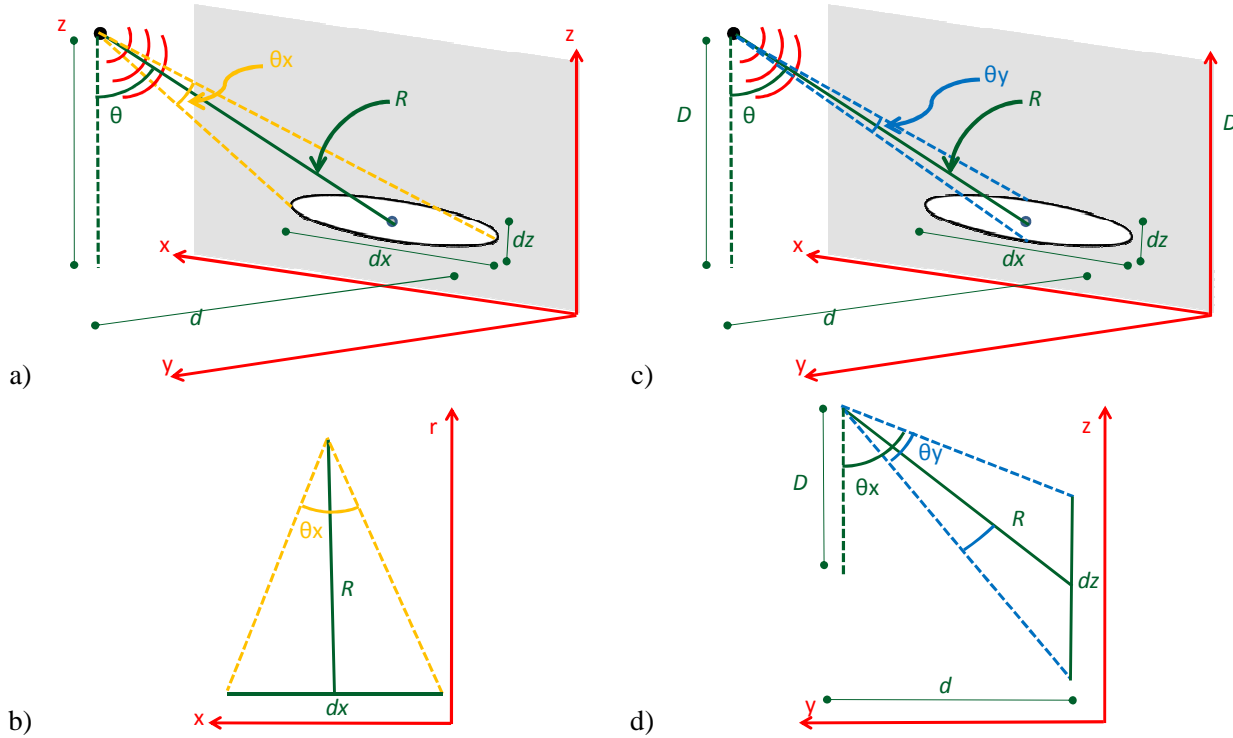 z
θx
z
R
θ
x
dz
dx
d
y
a)
θy
R
D
θ
D
x
dz
dx
d
y
c)
r
θx
R
dx
x
b)
z
θy
D
θx
R
dz
d
y
d)